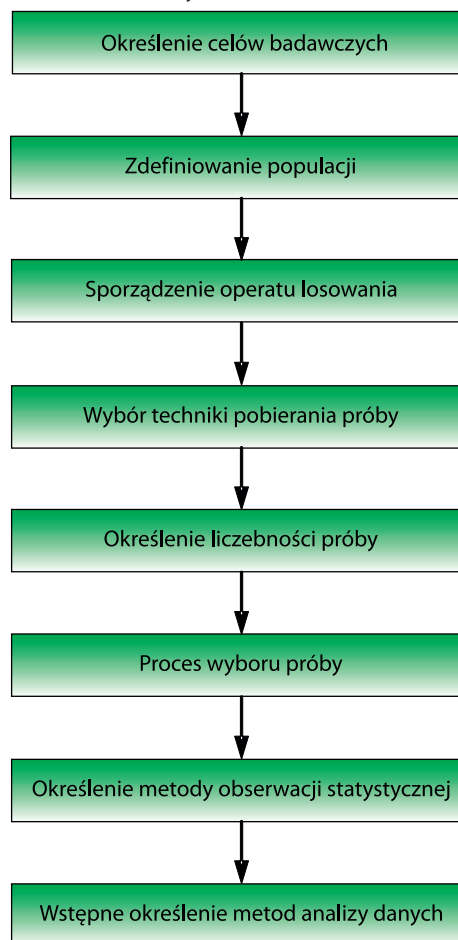 Określenie celów badawczych
Zdefiniowanie populacji
Sporządzenie operatu losowania
Wybór techniki pobierania próby
Określenie liczebności próby
Proces wyboru próby
Określenie metody obserwacji statystycznej
Wstępne określenie metod analizy danych